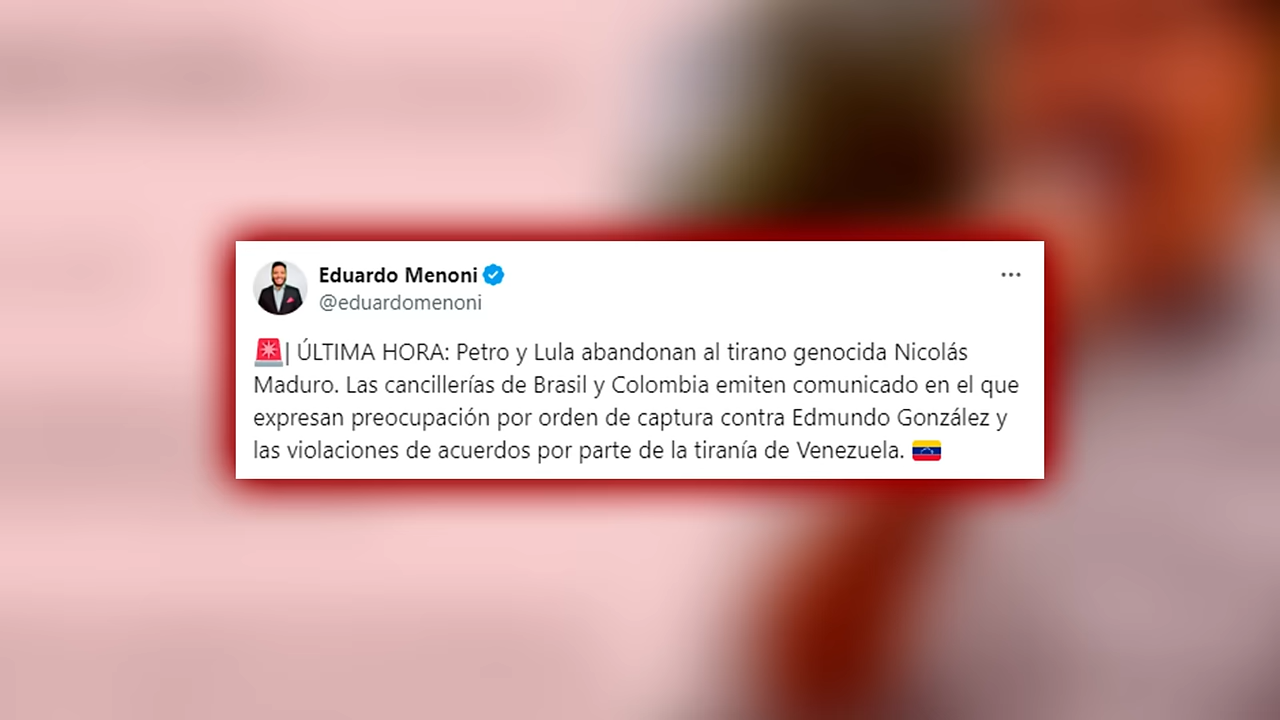 Eduardo Menoni
@eduardomenoni
🚨| ÚLTIMA HORA: Petro y Lula abandonan al tirano genocida Nicolás
Maduro. Las cancillerías de Brasil y Colombia emiten comunicado en el que
expresan preocupación por orden de captura contra Edmundo González y
las violaciones de acuerdos por parte de la tiranía de Venezuela. 🇻🇪